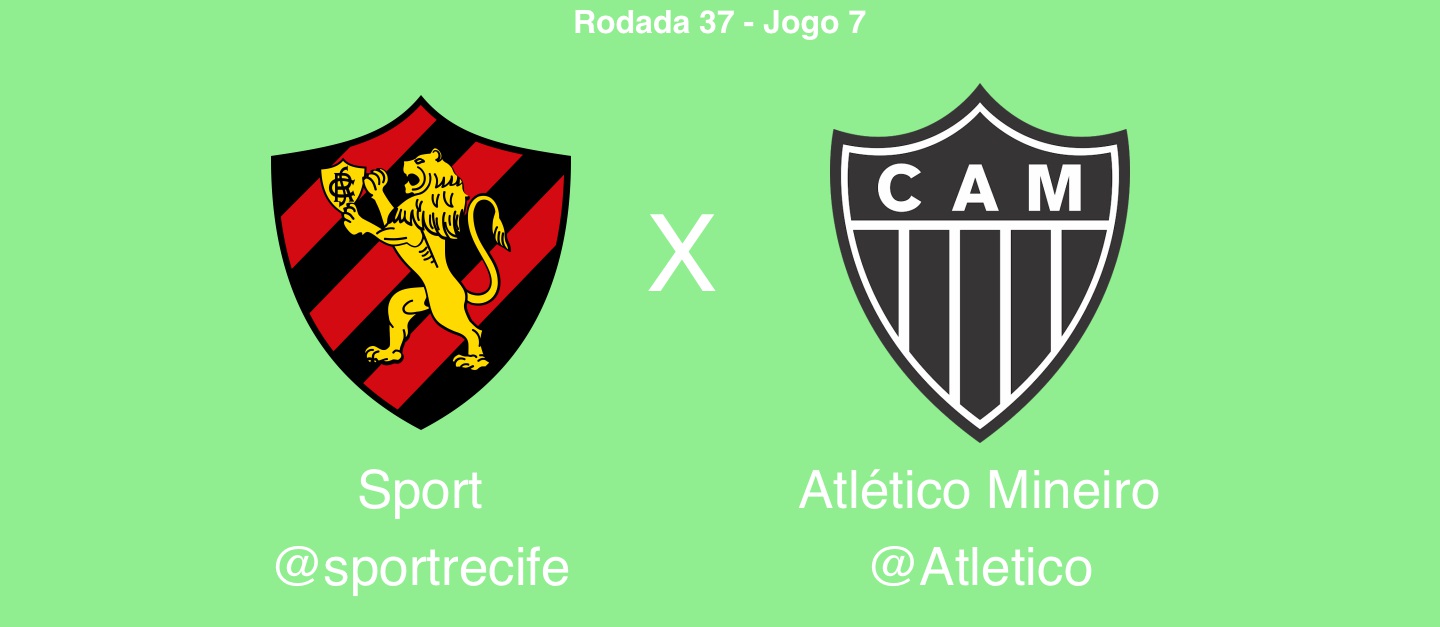 Rodada 37 - Jogo 7
X
CAM
Sport
Atlético Mineiro
@sportrecife
@Atletico